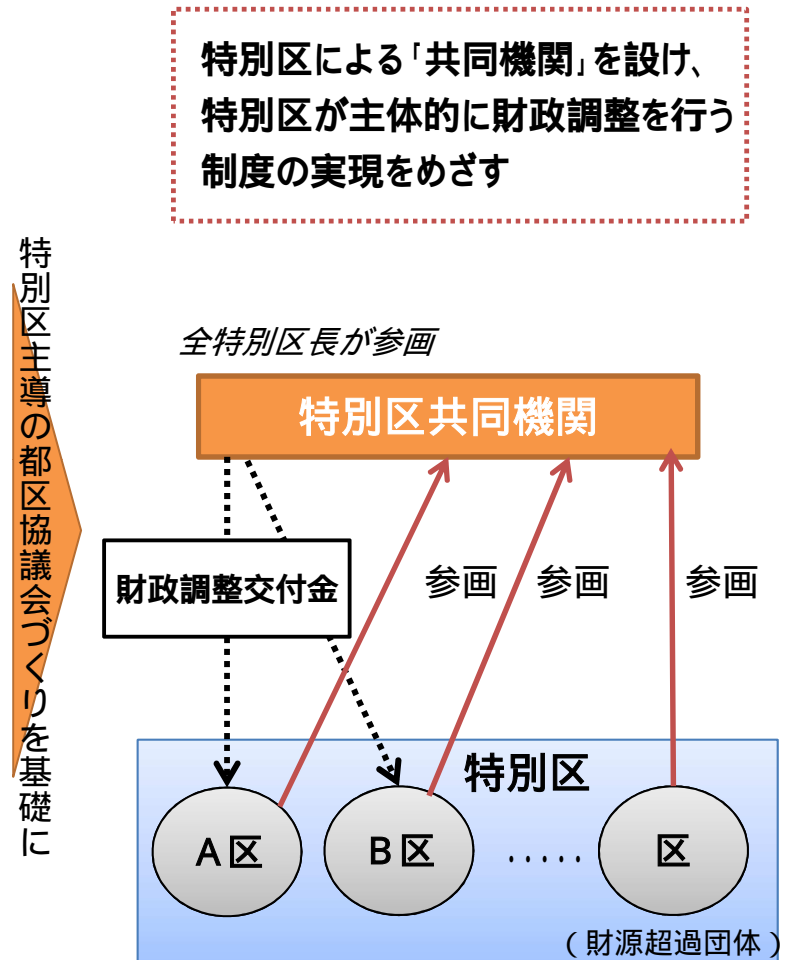 特別区による「共同機関」を設け、
特別区が主体的に財政調整を行う
制度の実現をめざす
特別区主導の都区協議会づくりを基礎に
全特別区長が参画
特別区共同機関
財政調整交付金
参画
参画
参画
特別区
A区
B区
.....
区
(財源超過団体)